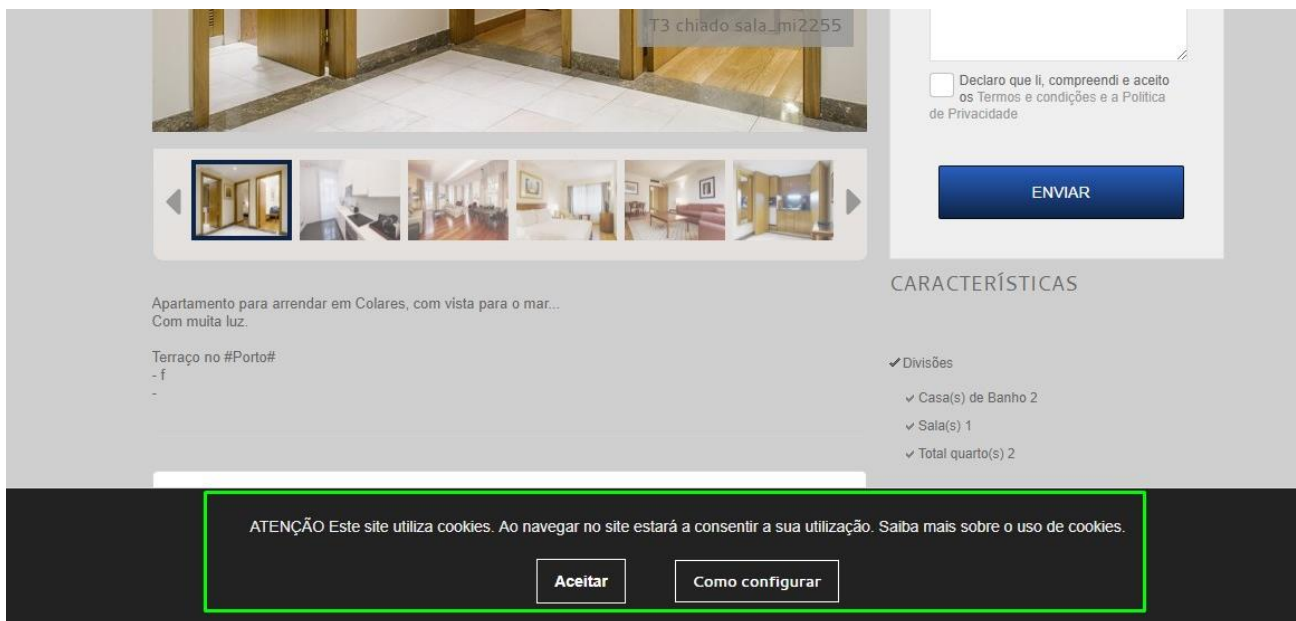 T3 chiado sala_mi2255
Declaro que li, compreendi e aceito
os Termos e condições e a Politica
de Privacidade
ENVIAR
Apartamento para arrendar em Colares, com vista para o mar...
Com muita luz.
Terraço no #Porto#
- f
-
CARACTERÍSTICAS
Divisões
Casa(s) de Banho 2
Sala(s) 1
Total quarto(s) 2
ATENÇÃO Este site utiliza cookies. Ao navegar no site estará a consentir a sua utilização. Saiba mais sobre o uso de cookies.
Aceitar
Como configurar